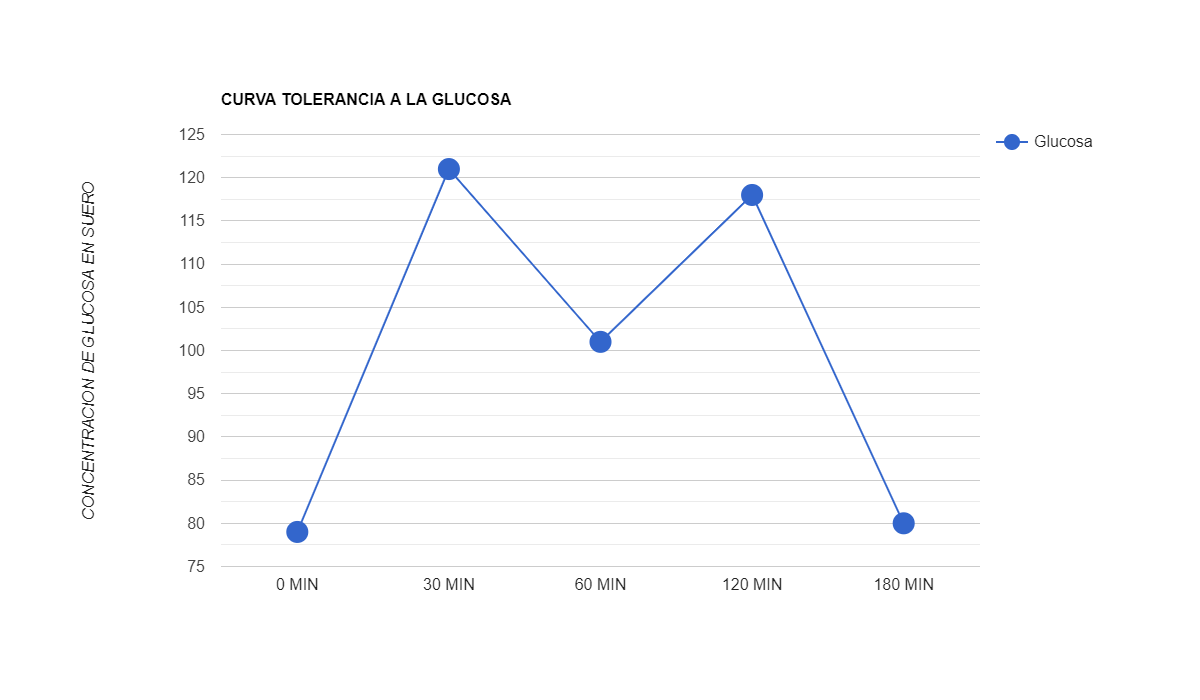 CURVA TOLERANCIA A LA GLUCOSA
125
120
115
110
105
100
95
90
85
80
75
CONCENTRACION DE GLUCOSA EN SUERO
0 MIN
30 MIN
60 MIN
120 MIN
180 MIN
Glucosa